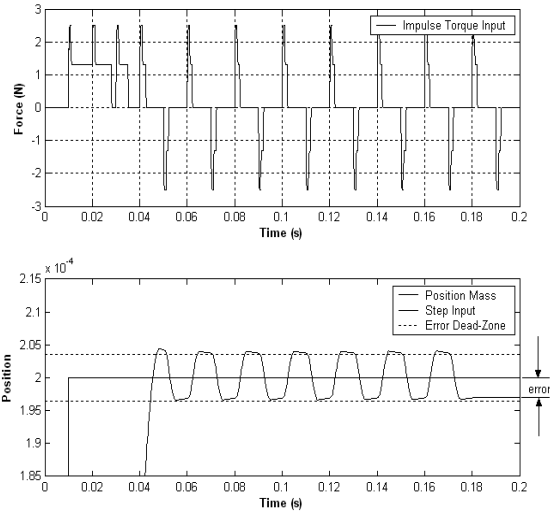 3
2
1
0
-1
-2
-3
Force (N)
Impulse Torque Input
0 0.02 0.04 0.06 0.08 0.1 0.12 0.14 0.16 0.18 0.2
Time (s)
x 10⁻⁴
2.15
2.1
2.05
2
1.95
1.9
1.85
Position
Position Mass
Step Input
Error Dead-Zone
error
0 0.02 0.04 0.06 0.08 0.1 0.12 0.14 0.16 0.18 0.2
Time (s)